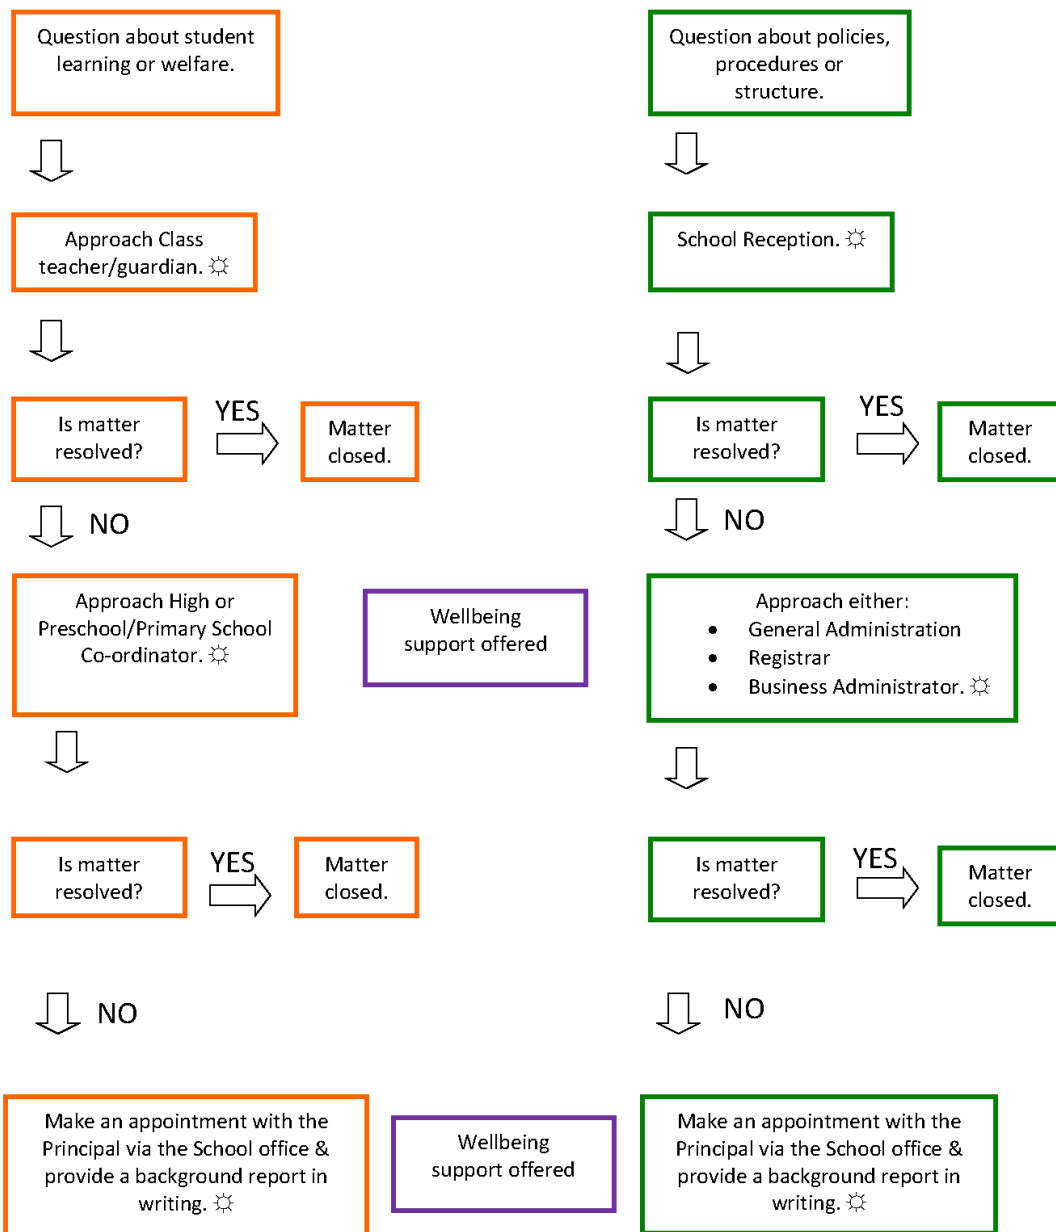 Question about student
learning or welfare.
Question about policies,
procedures or
structure.
Approach Class
teacher/guardian. ☼
School Reception. ☼
Is matter
resolved?
YES
Matter
closed.
Is matter
resolved?
YES
Matter
closed.
NO
NO
Approach High or
Preschool/Primary School
Co-ordinator. ☼
Wellbeing
support offered
Approach either:
• General Administration
• Registrar
• Business Administrator. ☼
Is matter
resolved?
YES
Matter
closed.
Is matter
resolved?
YES
Matter
closed.
NO
NO
Make an appointment with the
Principal via the School office &
provide a background report in
writing. ☼
Wellbeing
support offered
Make an appointment with the
Principal via the School office &
provide a background report in
writing. ☼